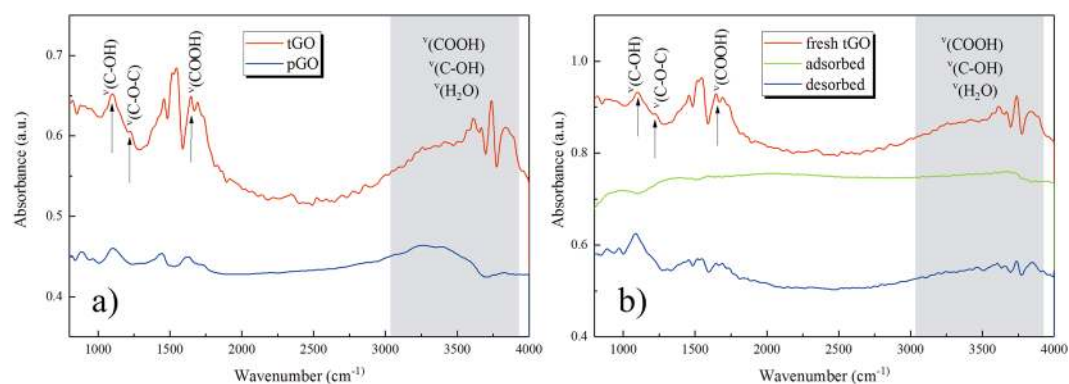 0.7
0.6
0.5
0.4
Absorbance (a.u.)
ν(C-OH)
ν(C-O-C)
ν(COOH)
tGO
pGO
ν(COOH)
ν(C-OH)
ν(H₂O)
a)
1000 1500 2000 2500 3000 3500 4000
Wavenumber (cm⁻¹)
1.0
0.8
0.6
0.4
Absorbance (a.u.)
ν(C-OH)
ν(C-O-C)
ν(COOH)
fresh tGO
adsorbed
desorbed
ν(COOH)
ν(C-OH)
ν(H₂O)
b)
1000 1500 2000 2500 3000 3500 4000
Wavenumber (cm⁻¹)